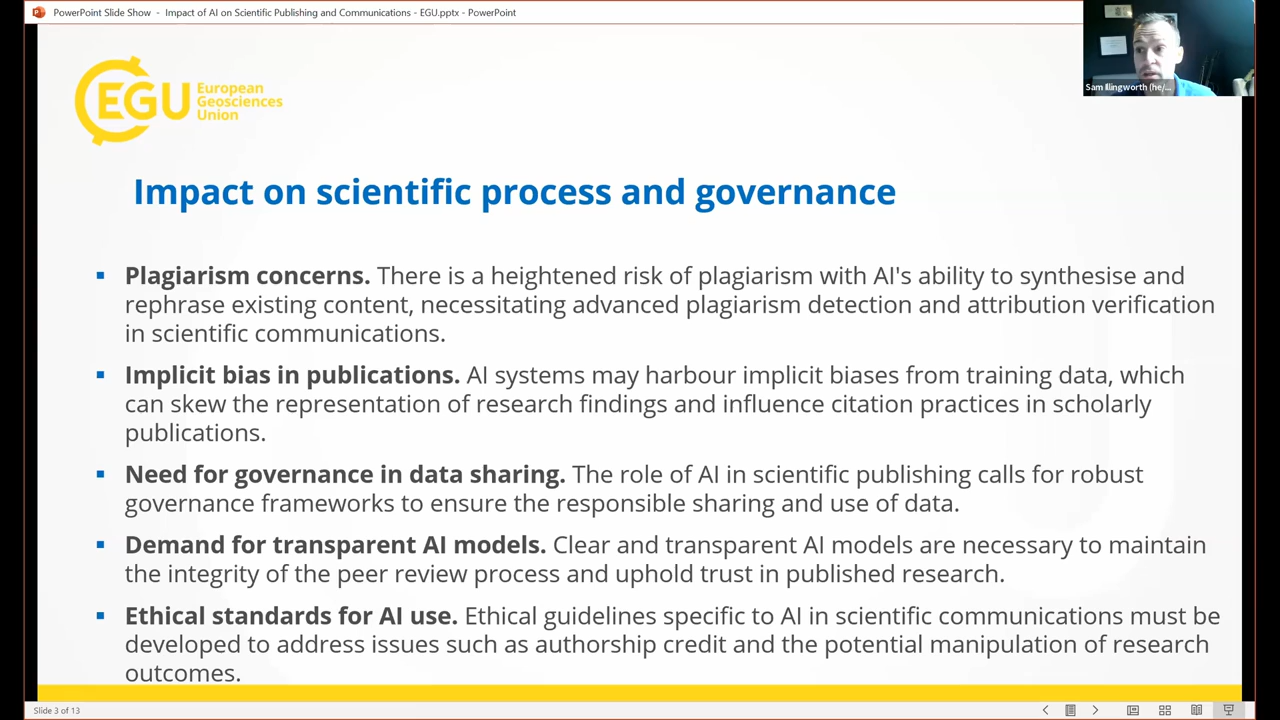 PowerPoint Slide Show - Impact of AI on Scientific Publishing and Communications - EGU.pptx - PowerPoint
Sam Illingworth (he/...
EGU
European
Geosciences
Union
Impact on scientific process and governance
▪ Plagiarism concerns. There is a heightened risk of plagiarism with AI's ability to synthesise and
rephrase existing content, necessitating advanced plagiarism detection and attribution verification
in scientific communications.
▪ Implicit bias in publications. AI systems may harbour implicit biases from training data, which
can skew the representation of research findings and influence citation practices in scholarly
publications.
▪ Need for governance in data sharing. The role of AI in scientific publishing calls for robust
governance frameworks to ensure the responsible sharing and use of data.
▪ Demand for transparent AI models. Clear and transparent AI models are necessary to maintain
the integrity of the peer review process and uphold trust in published research.
▪ Ethical standards for AI use. Ethical guidelines specific to AI in scientific communications must be
developed to address issues such as authorship credit and the potential manipulation of research
outcomes.
Slide 3 of 13